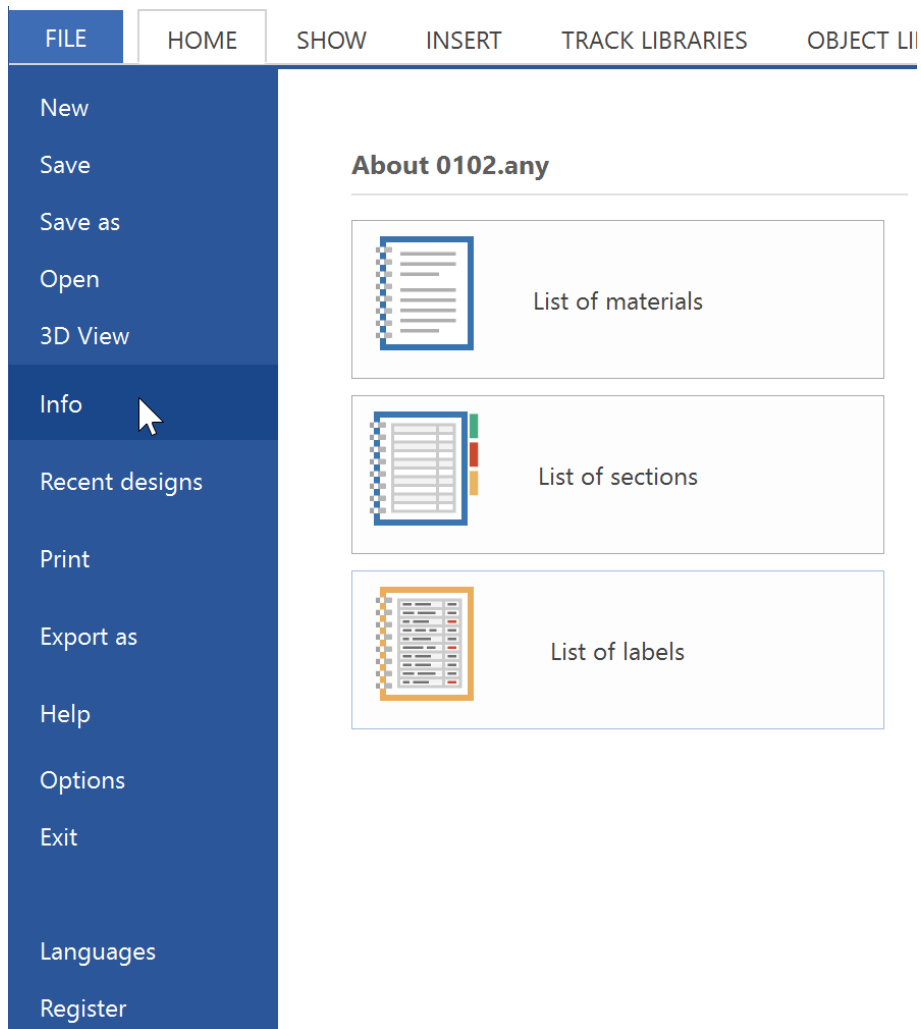 FILE HOME SHOW INSERT TRACK LIBRARIES OBJECT
New
Save
Save as
Open
3D View
Info
Recent designs
Print
Export as
Help
Options
Exit
Languages
Register
About 0102.any
List of materials
List of sections
List of labels